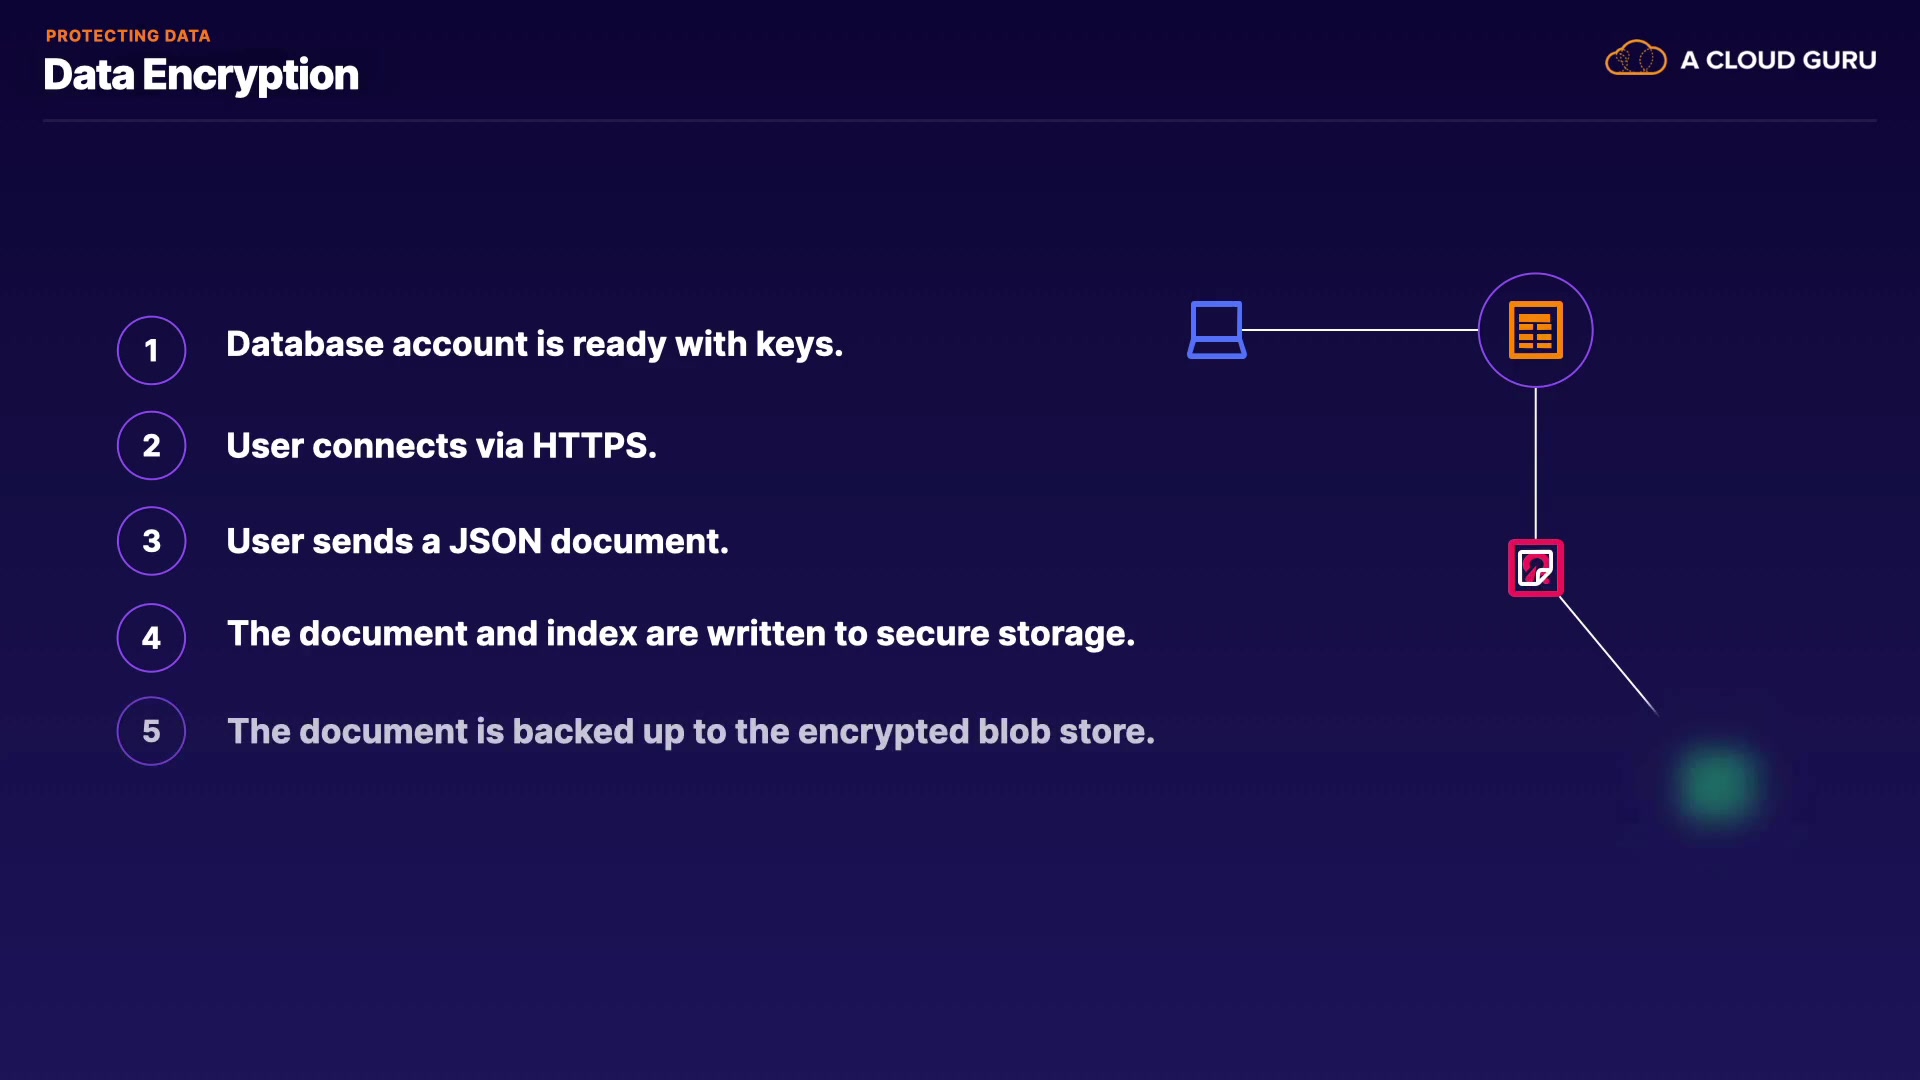 PROTECTING DATA
Data Encryption
A CLOUD GURU
1 Database account is ready with keys.
2 User connects via HTTPS.
3 User sends a JSON document.
4 The document and index are written to secure storage.
5 The document is backed up to the encrypted blob store.